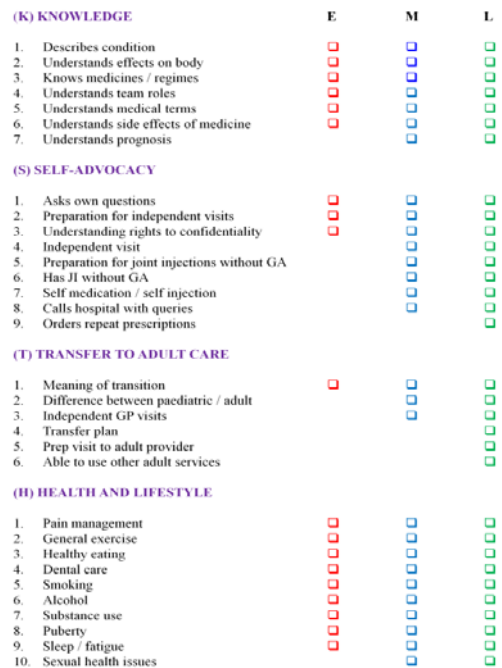 (K) KNOWLEDGE E M L
1. Describes condition
2. Understands effects on body
3. Knows medicines / regimes
4. Understands team roles
5. Understands medical terms
6. Understands side effects of medicine
7. Understands prognosis
(S) SELF-ADVOCACY
1. Asks own questions
2. Preparation for independent visits
3. Understanding rights to confidentiality
4. Independent visit
5. Preparation for joint injections without GA
6. Has JI without GA
7. Self medication / self injection
8. Calls hospital with queries
9. Orders repeat prescriptions
(T) TRANSFER TO ADULT CARE
1. Meaning of transition
2. Difference between paediatric / adult
3. Independent GP visits
4. Transfer plan
5. Prep visit to adult provider
6. Able to use other adult services
(H) HEALTH AND LIFESTYLE
1. Pain management
2. General exercise
3. Healthy eating
4. Dental care
5. Smoking
6. Alcohol
7. Substance use
8. Puberty
9. Sleep / fatigue
10. Sexual health issues